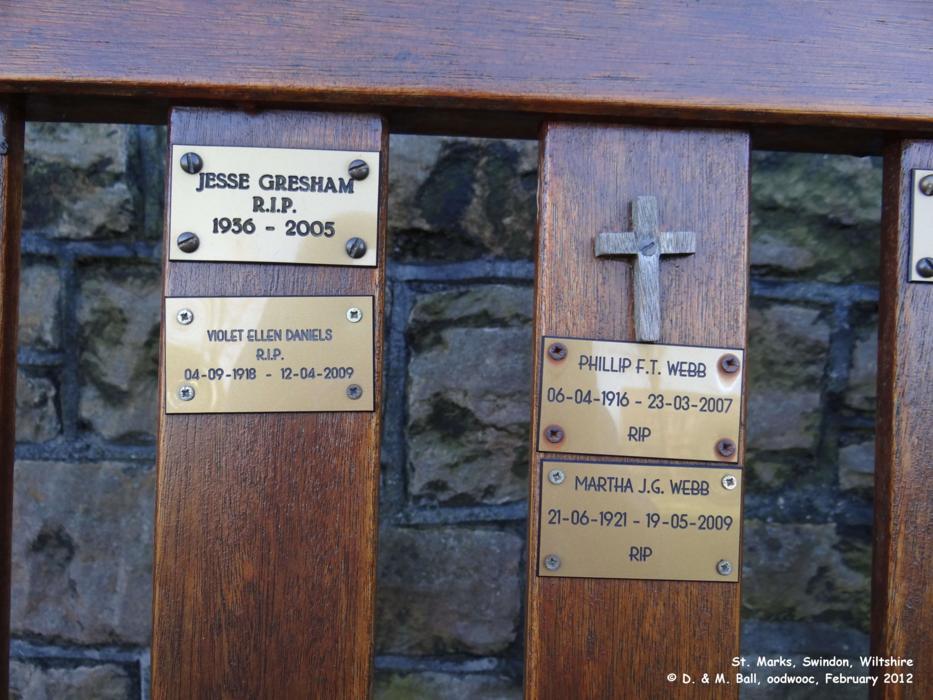 JESSE GRESHAM
R.I.P.
1936 - 2005
VIOLET ELLEN DANIELS
R.I.P.
04-09-1918 - 12-04-2009
PHILLIP F.T. WEBB
06-04-1916 - 23-03-2007
RIP
MARTHA J.G. WEBB
21-06-1921 - 19-05-2009
RIP
St. Marks, Swindon, Wiltshire
© D. & M. Ball, oodwooc, February 2012